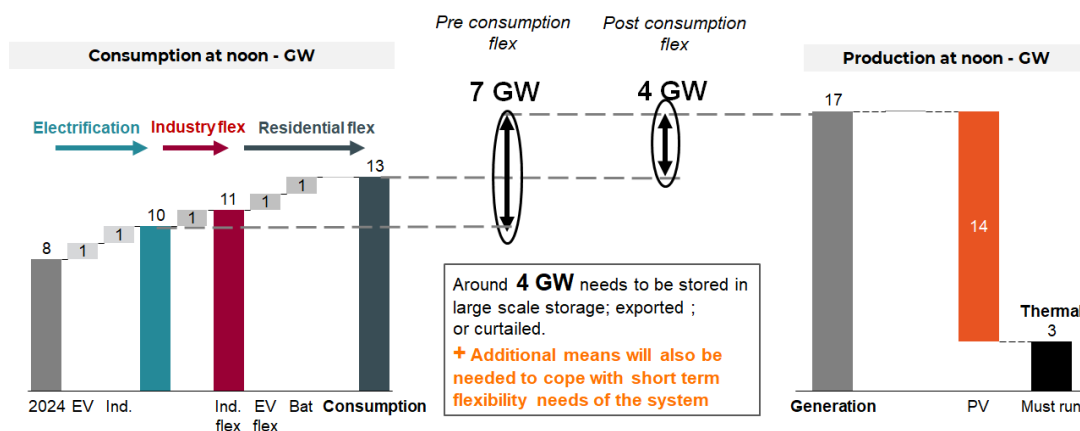 Pre consumption
flex
Post consumption
flex
Consumption at noon - GW
Production at noon - GW
7 GW
4 GW
17
Electrification
Industry flex
Residential flex
13
11
1
1
10
1
1
8
1
14
Thermal
3
Around 4 GW needs to be stored in
large scale storage; exported ;
or curtailed.
+ Additional means will also be
needed to cope with short term
flexibility needs of the system
2024
EV
Ind.
Ind.
flex
EV
flex
Bat
Consumption
Generation
PV
Must run